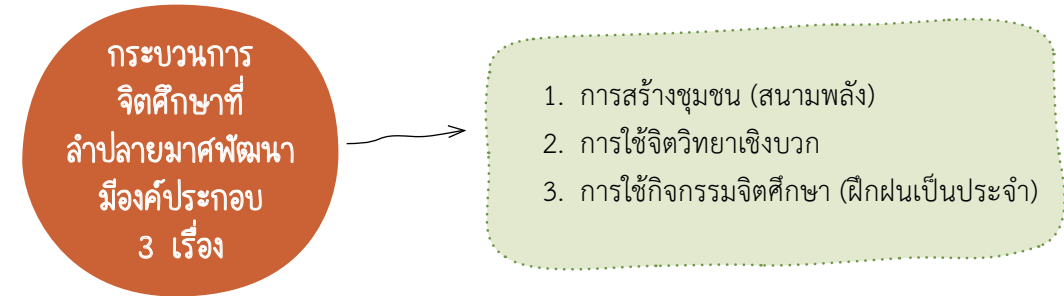 กระบวนการ
จิตศึกษาที่
ลำปลายมาศพัฒนา
มีองค์ประกอบ
3 เรื่อง
1. การสร้างชุมชน (สนามพลัง)
2. การใช้จิตวิทยาเชิงบวก
3. การใช้กิจกรรมจิตศึกษา (ฝึกฝนเป็นประจำ)